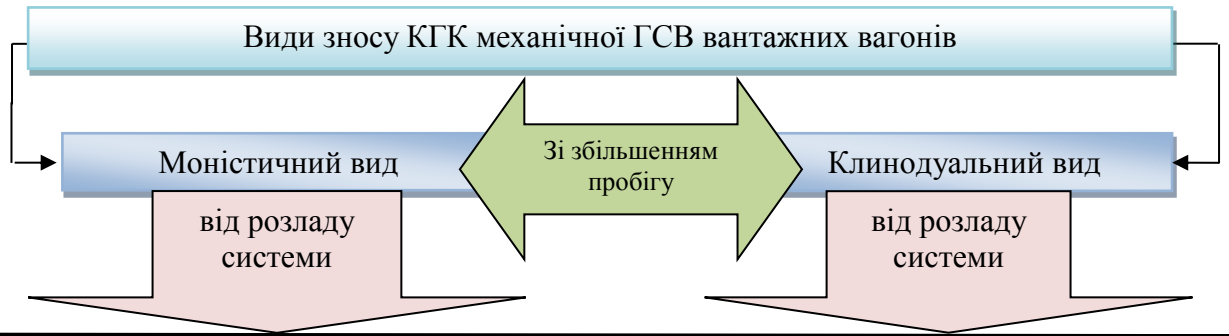 Види зносу КГК механічної ГСВ вантажних вагонів
Моністичний вид
Зі збільшенням
пробігу
Клинодуальний вид
від розладу
системи
від розладу
системи